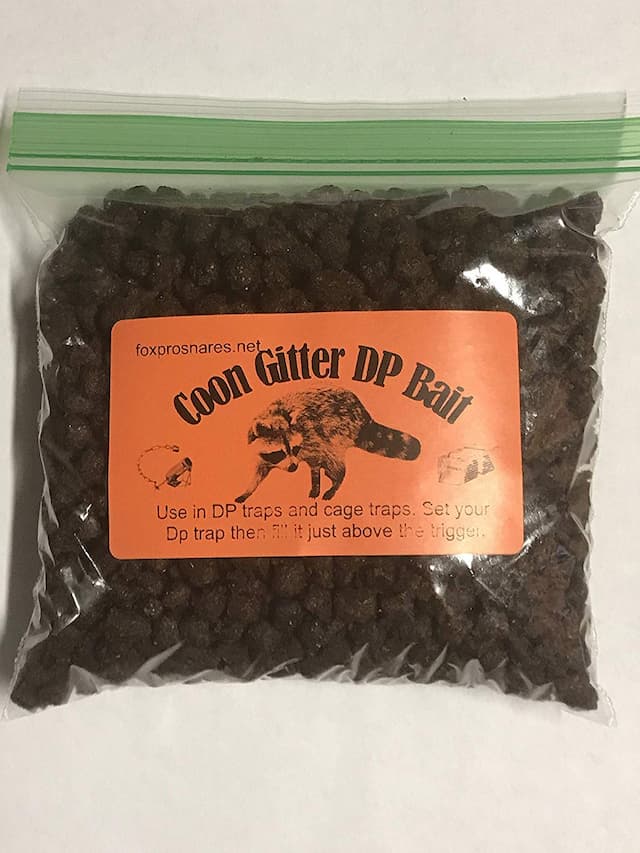 foxprosnares.net
Coon Gitter DP Bait
Use in DP traps and cage traps. Set your
Dp trap then fill it just above the trigger.